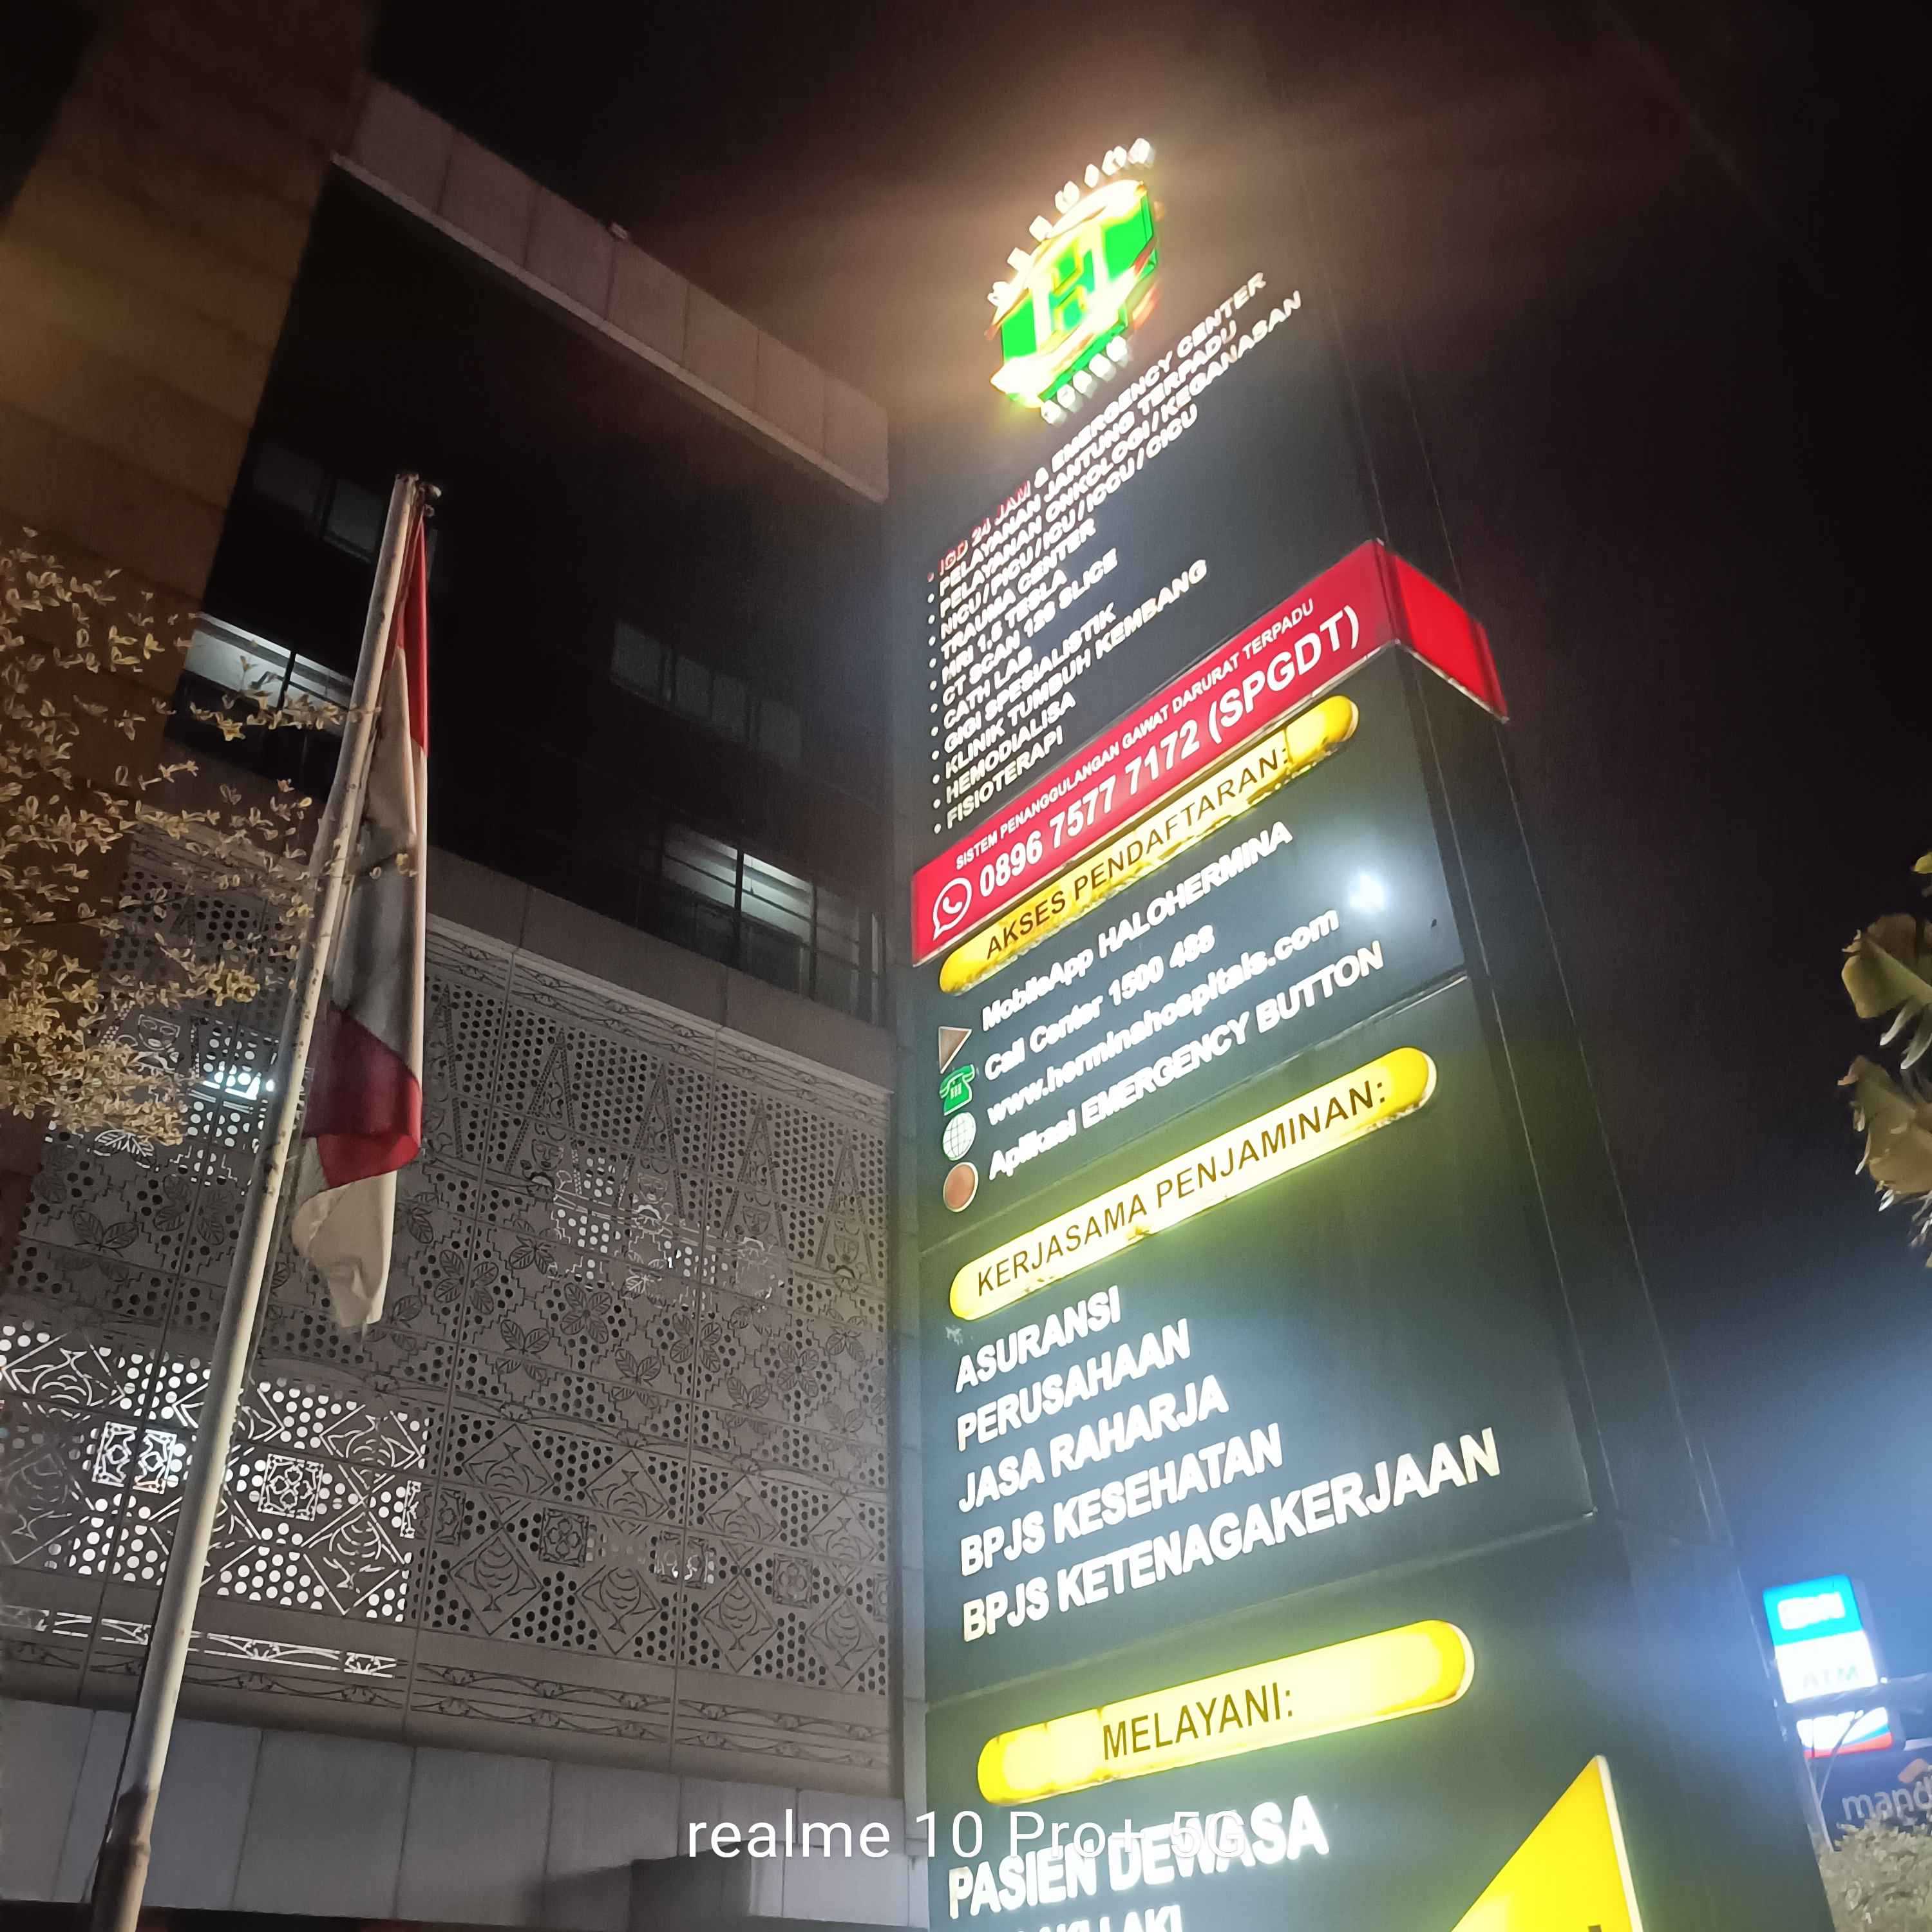 IGD 24 JAM & EMERGENCY CENTER
PELAYANAN JANTUNG TERPADU
PELAYANAN ONKOLOGI / KEGANASAN
NICU / PICU / ICU / ICCU / CICU
TRAUMA CENTER
MRI 1.5 TESLA
CT SCAN 128 SLICE
CATH LAB
GIGI SPESIALISTIK
KLINIK TUMBUH KEMBANG
HEMODIALISA
FISIOTERAPI
SISTEM PENANGGULANGAN GAWAT DARURAT TERPADU
0896 7577 7172 (SPGDT)
AKSES PENDAFTARAN:
MobileApp HALOHERMINA
Call Center 1500 488
www.herminahospitals.com
Aplikasi EMERGENCY BUTTON
KERJASAMA PENJAMINAN:
ASURANSI
PERUSAHAAN
JASA RAHARJA
BPJS KESEHATAN
BPJS KETENAGAKERJAAN
MELAYANI:
PASIEN DEWASA
ATM
realme 10 Pro+ 5G